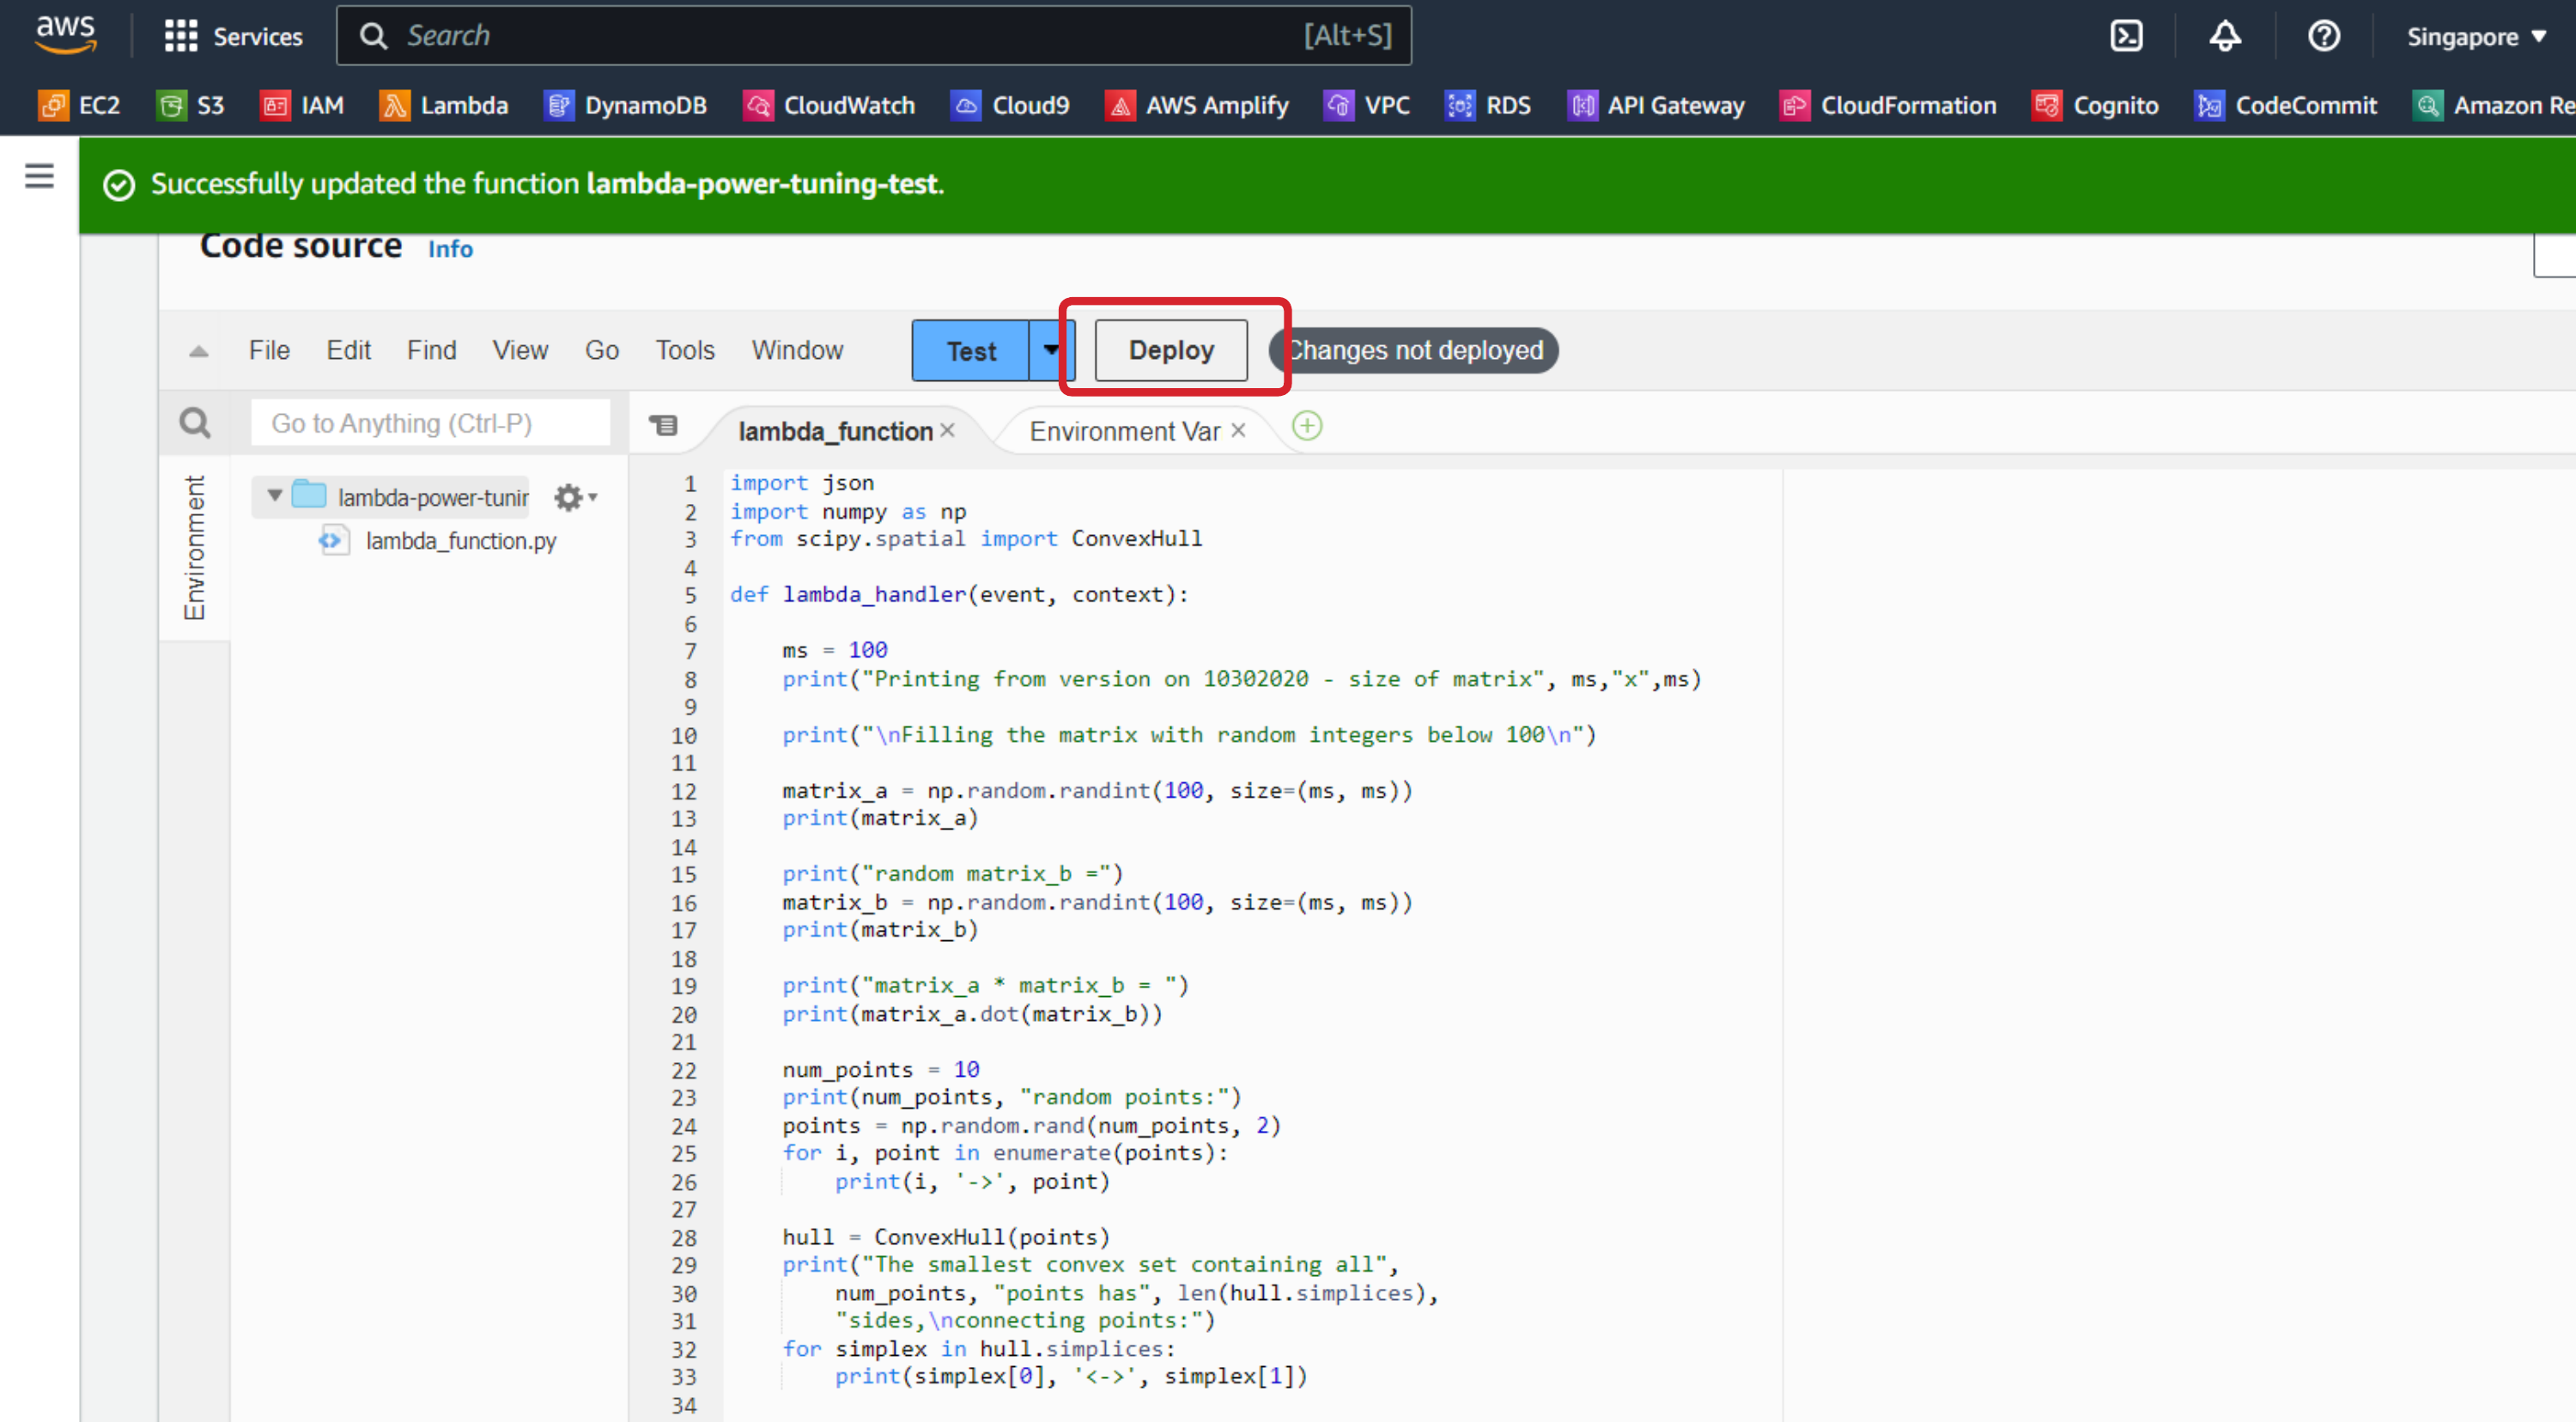 aws Services Search [Alt+S] Singapore
EC2 S3 IAM Lambda DynamoDB CloudWatch Cloud9 AWS Amplify VPC RDS API Gateway CloudFormation Cognito CodeCommit Amazon Re
Successfully updated the function lambda-power-tuning-test.
Code source Info
File Edit Find View Go Tools Window Test Deploy Changes not deployed
Go to Anything (Ctrl-P)
lambda_function Environment Var
Environment
lambda-power-tunin
lambda_function.py
1 import json
2 import numpy as np
3 from scipy.spatial import ConvexHull
4
5 def lambda_handler(event, context):
6
7 ms = 100
8 print("Printing from version on 10302020 - size of matrix", ms,"x",ms)
9
10 print("\nFilling the matrix with random integers below 100\n")
11
12 matrix_a = np.random.randint(100, size=(ms, ms))
13 print(matrix_a)
14
15 print("random matrix_b =")
16 matrix_b = np.random.randint(100, size=(ms, ms))
17 print(matrix_b)
18
19 print("matrix_a * matrix_b = ")
20 print(matrix_a.dot(matrix_b))
21
22 num_points = 10
23 print(num_points, "random points:")
24 points = np.random.rand(num_points, 2)
25 for i, point in enumerate(points):
26 print(i, '->', point)
27
28 hull = ConvexHull(points)
29 print("The smallest convex set containing all",
30 num_points, "points has", len(hull.simplices),
31 "sides,\nconnecting points:")
32 for simplex in hull.simplices:
33 print(simplex[0], '<->', simplex[1])
34